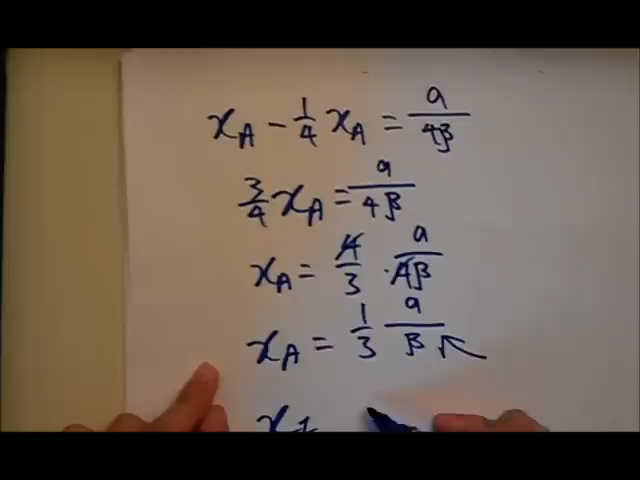 x_A - 1/4 x_A = a/4β
3/4 x_A = a/4β
x_A = 4/3 · a/4β
x_A = 1/3 a/β